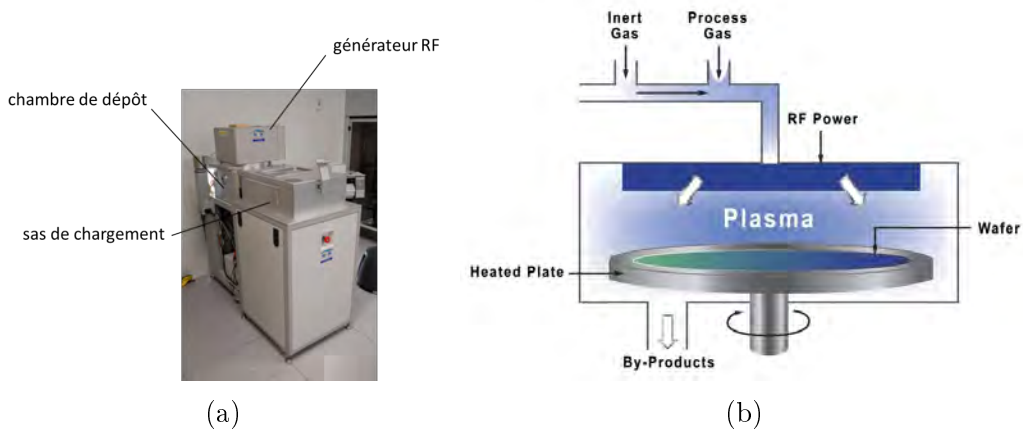 générateur RF
chambre de dépôt
sas de chargement
(a)
Inert
Gas
Process
Gas
RF Power
Plasma
Wafer
Heated Plate
By-Products
(b)